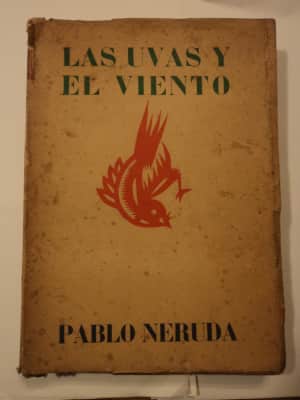 LAS UVAS Y
EL VIENTO
PABLO NERUDA